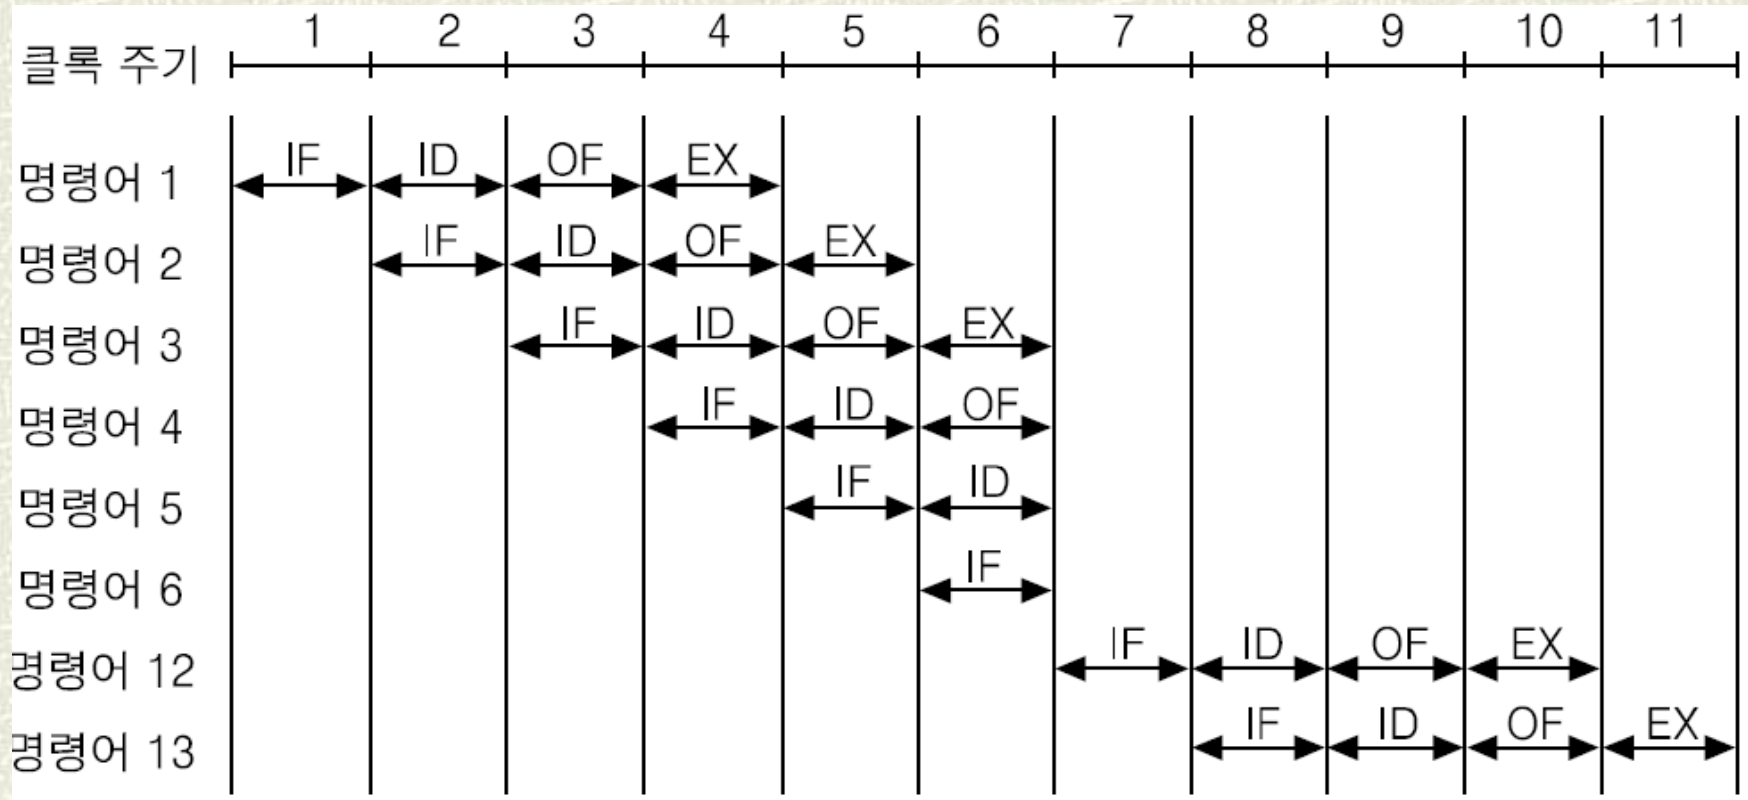 1 2 3 4 5 6 7 8 9 10 11
클록 주기
명령어 1 IF ID OF EX
명령어 2 IF ID OF EX
명령어 3 IF ID OF EX
명령어 4 IF ID OF
명령어 5 IF ID
명령어 6 IF
명령어 12 IF ID OF EX
명령어 13 IF ID OF EX